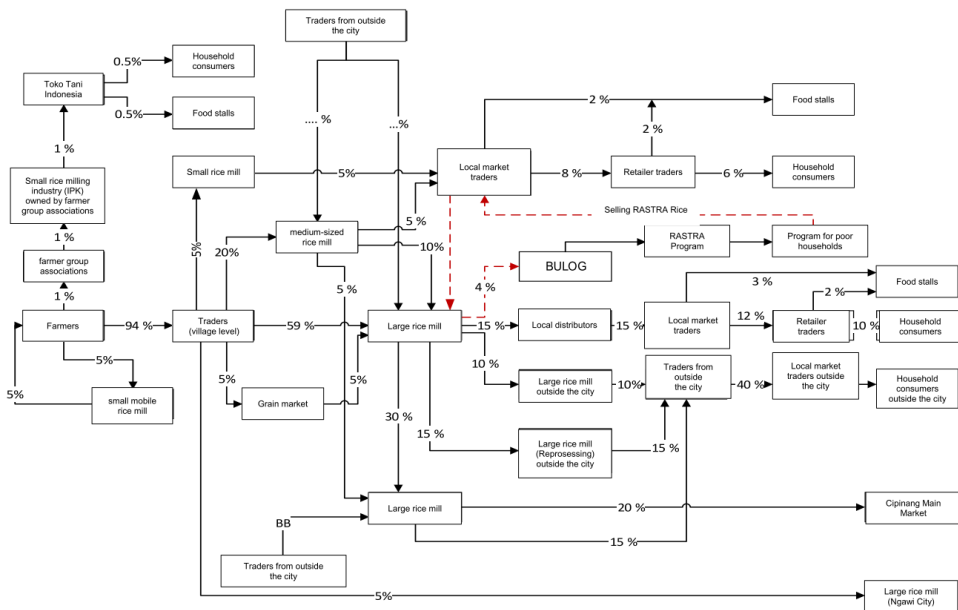 Traders from outside
the city
0.5%
Household
consumers
Toko Tani
Indonesia
0.5%
Food stalls
2 %
Food stalls
.... %
...%
2 %
1 %
Small rice milling
industry (IPK)
owned by farmer
group associations
Small rice mill
5%
Local market
traders
8 %
Retailer traders
6 %
Household
consumers
Selling RASTRA Rice
5 %
1 %
5%
20%
medium-sized
rice mill
10%
RASTRA
Program
Program for poor
households
farmer group
associations
BULOG
4 %
5 %
1 %
3 %
Food stalls
2 %
Farmers
94 %
Traders
(village level)
59 %
Large rice mill
15 %
Local distributors
15 %
Local market
traders
12 %
Retailer
traders
10 %
Household
consumers
5%
5%
5%
5%
10 %
small mobile
rice mill
Grain market
Large rice mill
outside the city
10%
Traders from
outside
the city
40 %
Local market
traders outside
the city
Household
consumers
outside the city
30 %
15 %
Large rice mill
(Reprosessing)
outside the city
15 %
Large rice mill
20 %
Cipinang Main
Market
BB
15 %
Traders from outside
the city
5%
Large rice mill
(Ngawi City)